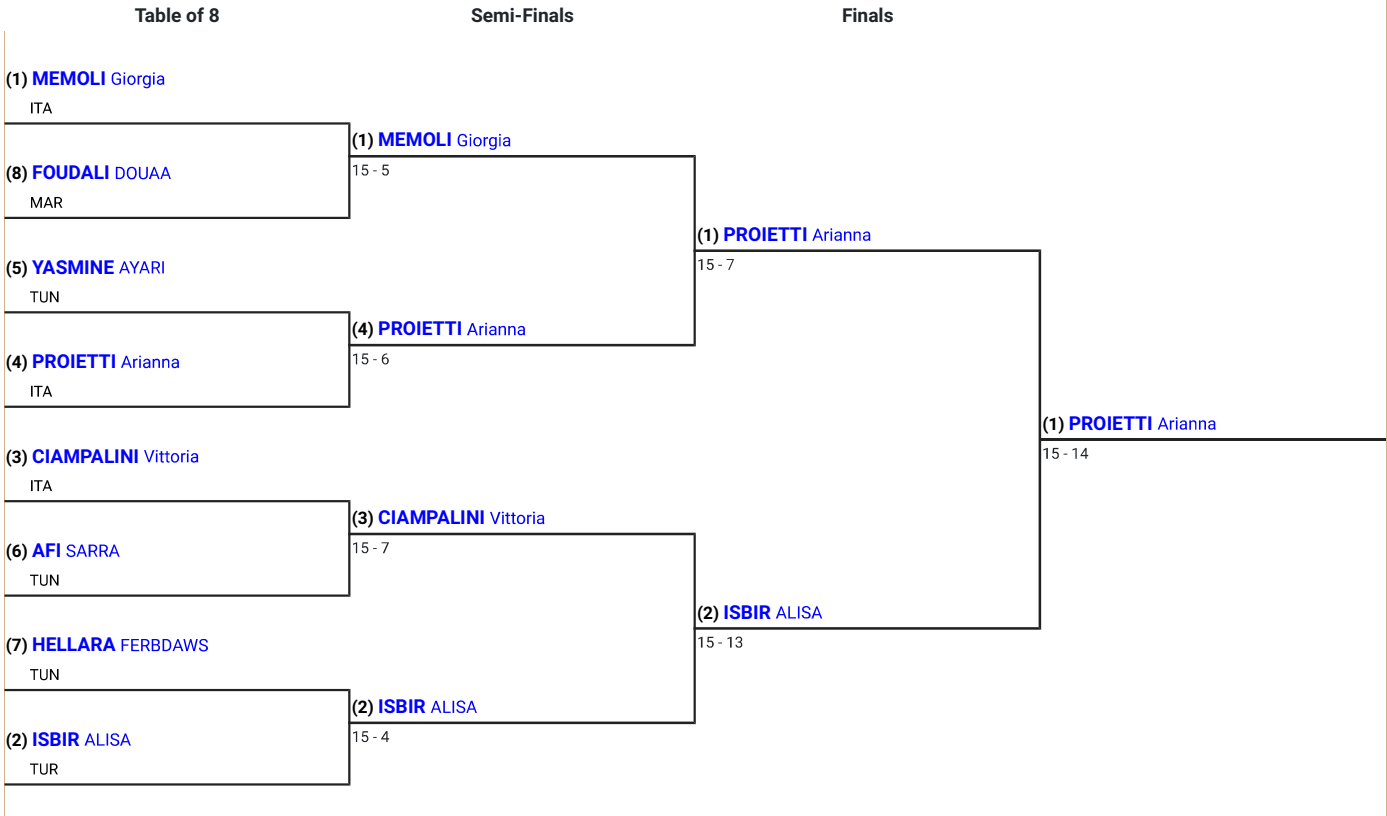 Table of 8
Semi-Finals
Finals
(1) MEMOLI Giorgia
ITA
(8) FOUDALI DOUAA
MAR
(5) YASMINE AYARI
TUN
(4) PROIETTI Arianna
ITA
(3) CIAMPALINI Vittoria
ITA
(6) AFI SARRA
TUN
(7) HELLARA FERBDAWS
TUN
(2) ISBIR ALISA
TUR
(1) MEMOLI Giorgia
15 - 5
(4) PROIETTI Arianna
15 - 6
(3) CIAMPALINI Vittoria
15 - 7
(2) ISBIR ALISA
15 - 4
(1) PROIETTI Arianna
15 - 7
(2) ISBIR ALISA
15 - 13
(1) PROIETTI Arianna
15 - 14